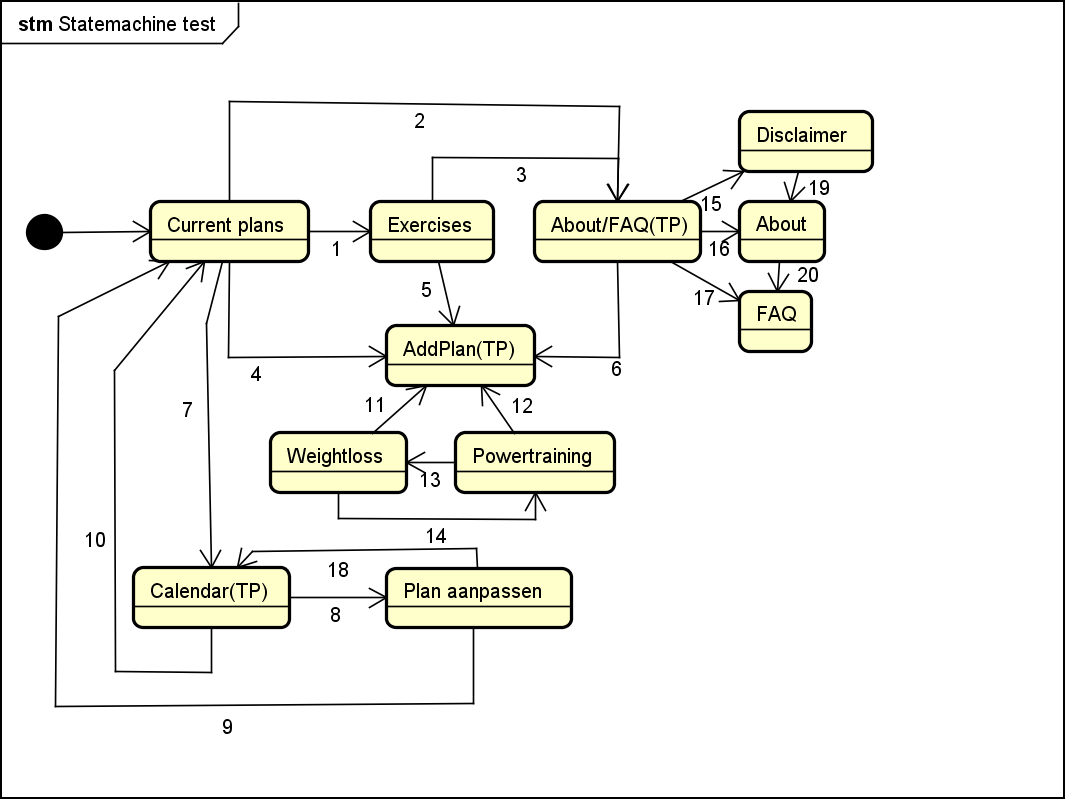 stm Statemachine test
2
Disclaimer
3
15
19
Current plans
Exercises
About/FAQ(TP)
About
1
16
20
5
17
FAQ
AddPlan(TP)
4
6
7
11
12
Weightloss
Powertraining
13
10
14
18
Calendar(TP)
Plan aanpassen
8
9